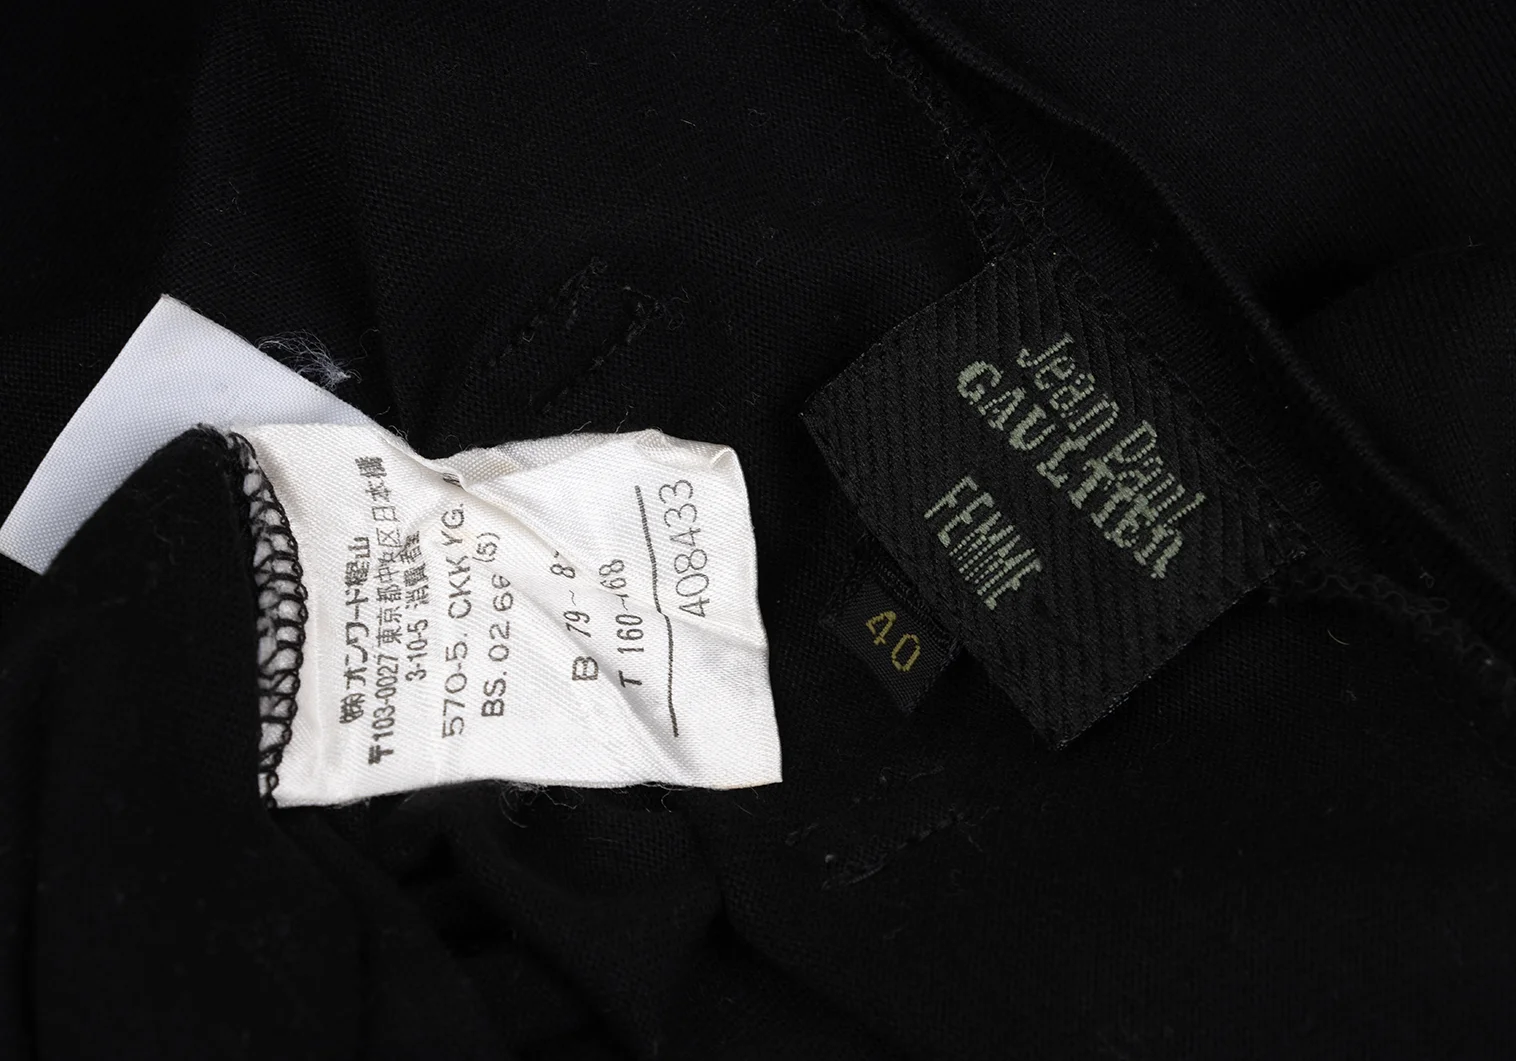 ㈱オンワード樫山
〒103-0027 東京都中央区日本橋
3-10-5 消費者
570-5. CKK YG.
BS. 02 66 (5)
B 79~8
T 160~168
408433
Jean Paul
GAULTIER
FEMME
40